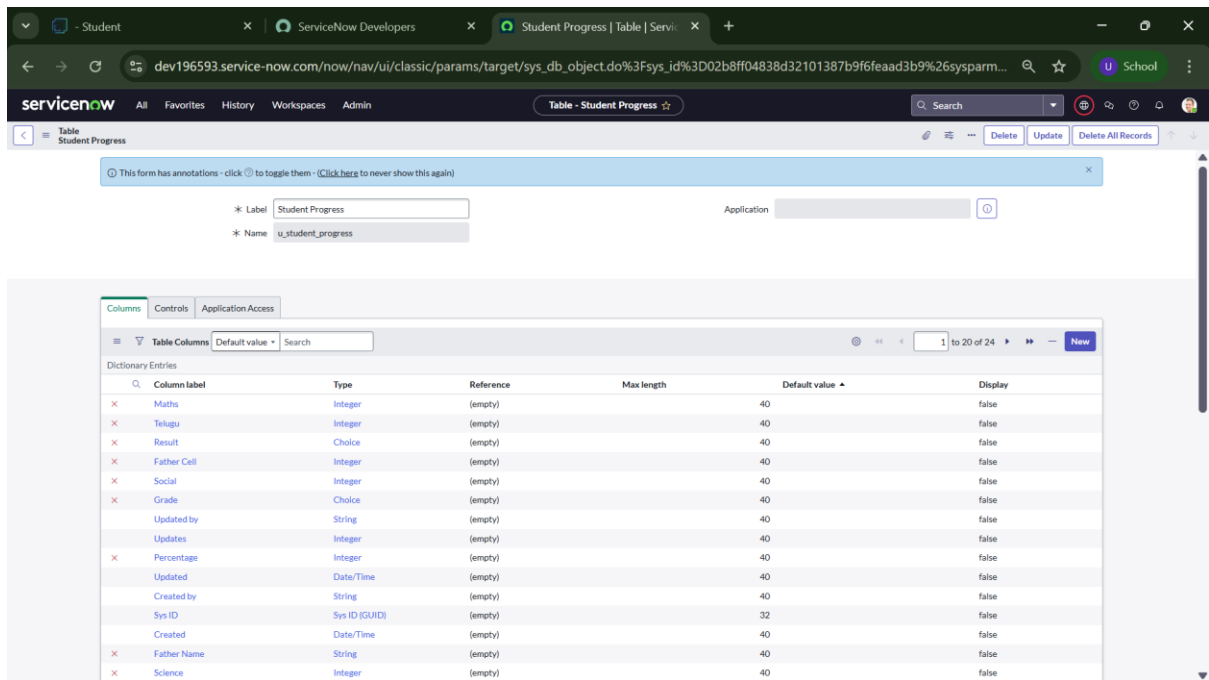 - Student
ServiceNow Developers
Student Progress | Table | Servic
dev196593.service-now.com/now/nav/ui/classic/params/target/sys_db_object.do%3Fsys_id%3D02b8ff04838d32101387b9f6feaad3b9%26sysparm...
U School
servicenow All Favorites History Workspaces Admin Table - Student Progress Search
Table
Student Progress
Delete Update Delete All Records
This form has annotations - click ? to toggle them - (Click here to never show this again)
Label Student Progress Application
Name u_student_progress
Columns Controls Application Access
Table Columns Default value Search 1 to 20 of 24 New
Dictionary Entries
Column label Type Reference Max length Default value Display
Maths Integer (empty) 40 false
Telugu Integer (empty) 40 false
Result Choice (empty) 40 false
Father Cell Integer (empty) 40 false
Social Integer (empty) 40 false
Grade Choice (empty) 40 false
Updated by String (empty) 40 false
Updates Integer (empty) 40 false
Percentage Integer (empty) 40 false
Updated Date/Time (empty) 40 false
Created by String (empty) 40 false
Sys ID Sys ID (GUID) (empty) 32 false
Created Date/Time (empty) 40 false
Father Name String (empty) 40 false
Science Integer (empty) 40 false